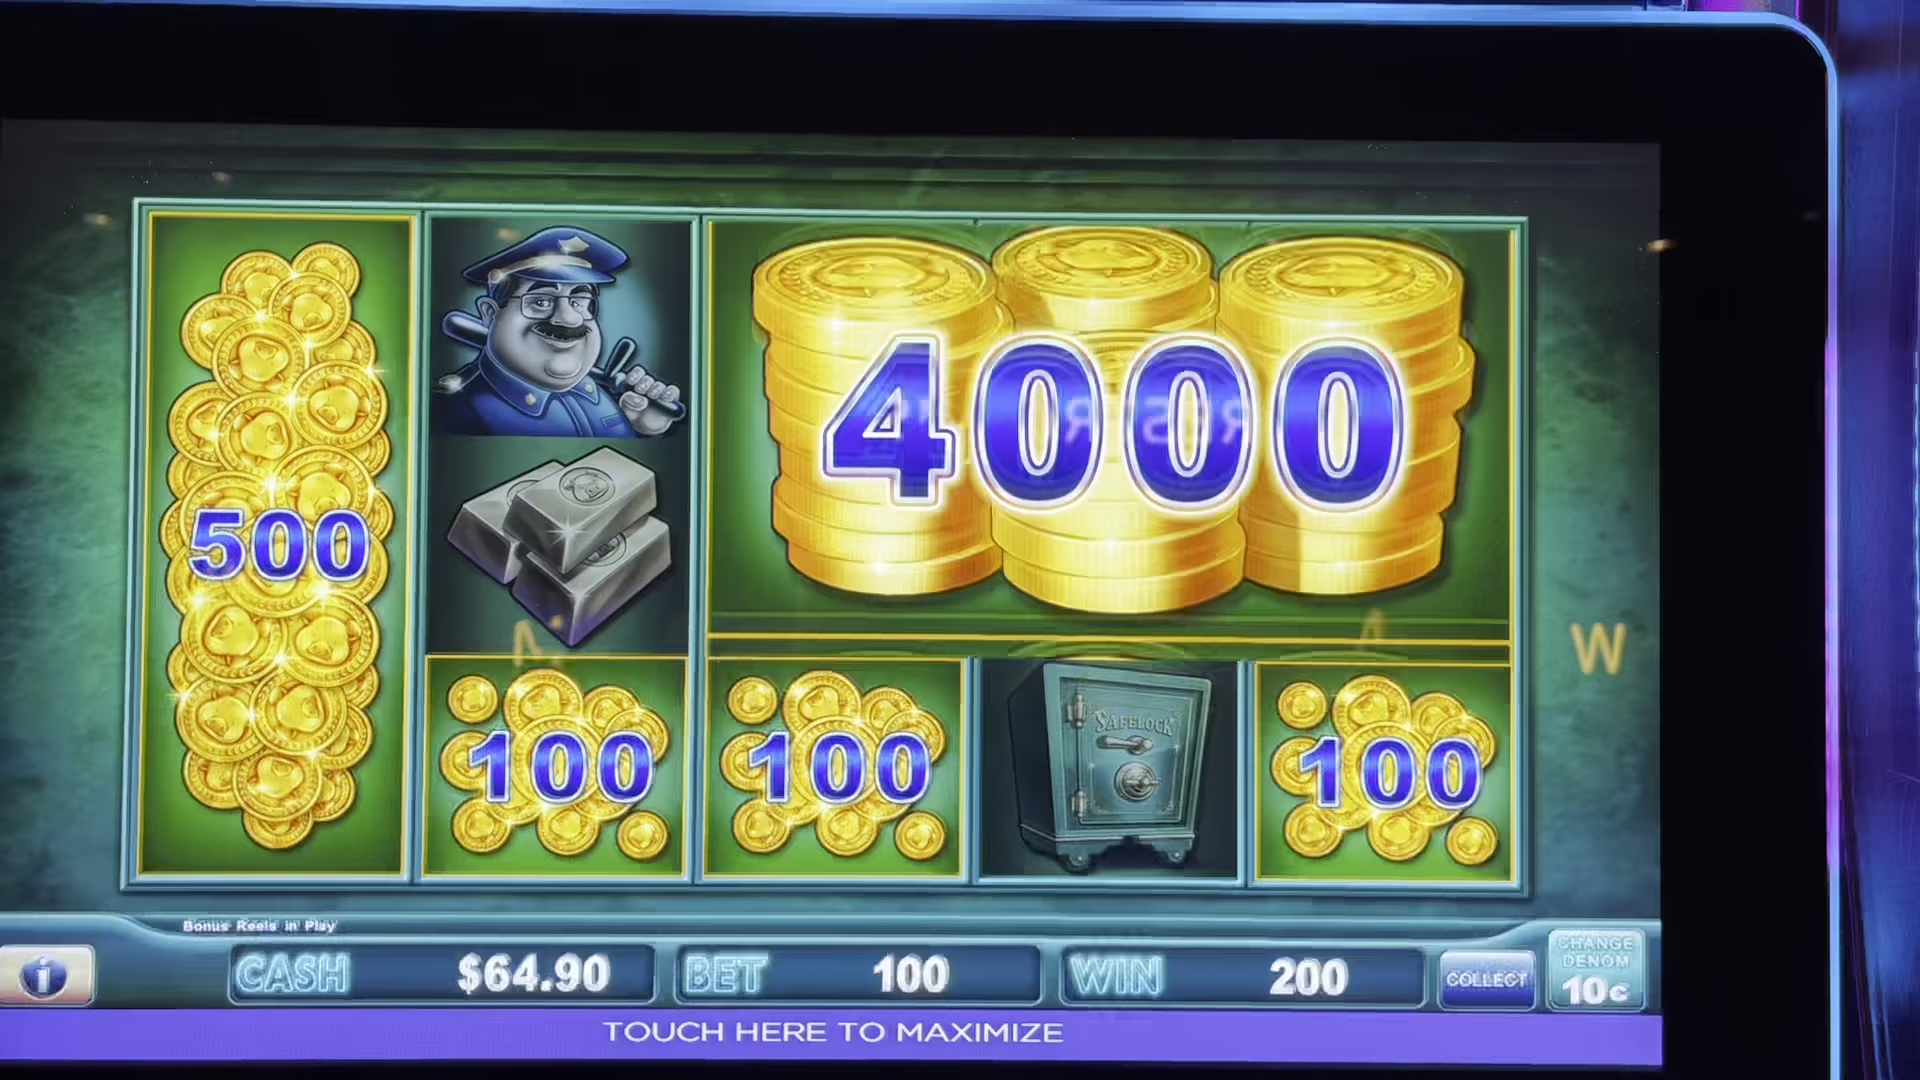 4000
500
100
100
SAFELOCK
100
W
Bonus Reels in Play
CASH $64.90
BET 100
WIN 200
COLLECT
CHANGE
DENOM
10¢
TOUCH HERE TO MAXIMIZE